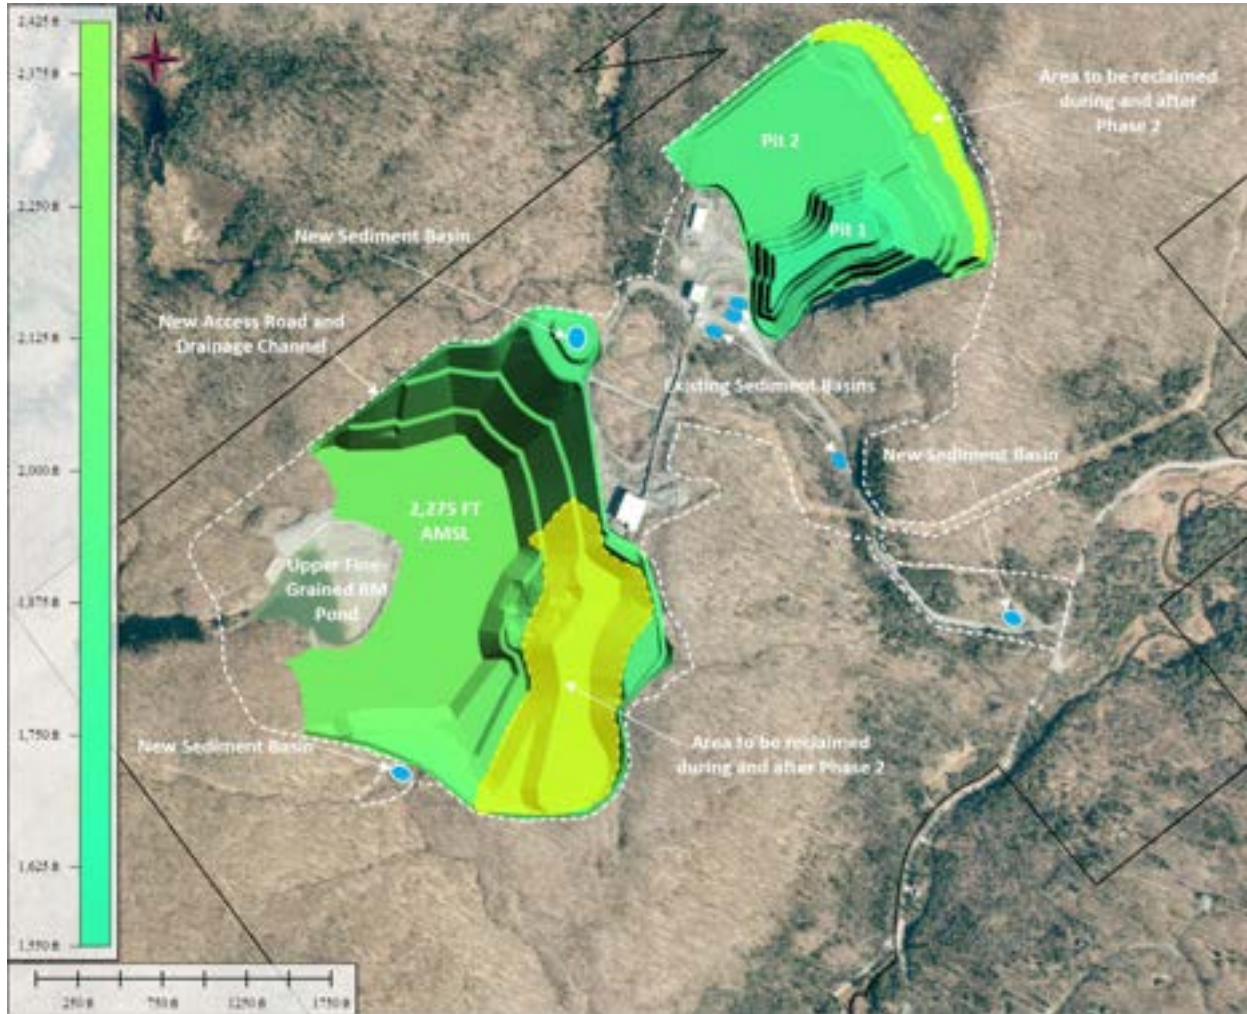 2,425 ft
2,375 ft
2,250 ft
2,125 ft
2,000 ft
1,875 ft
1,750 ft
1,625 ft
1,550 ft
N
Area to be reclaimed
during and after
Phase 2
Pit 2
Pit 1
New Sediment Basin
New Access Road and
Drainage Channel
Existing Sediment Basins
New Sediment Basin
2,275 FT
AMSL
Upper Fine-
Grained RM
Pond
New Sediment Basin
Area to be reclaimed
during and after Phase 2
250 ft
750 ft
1250 ft
1750 ft